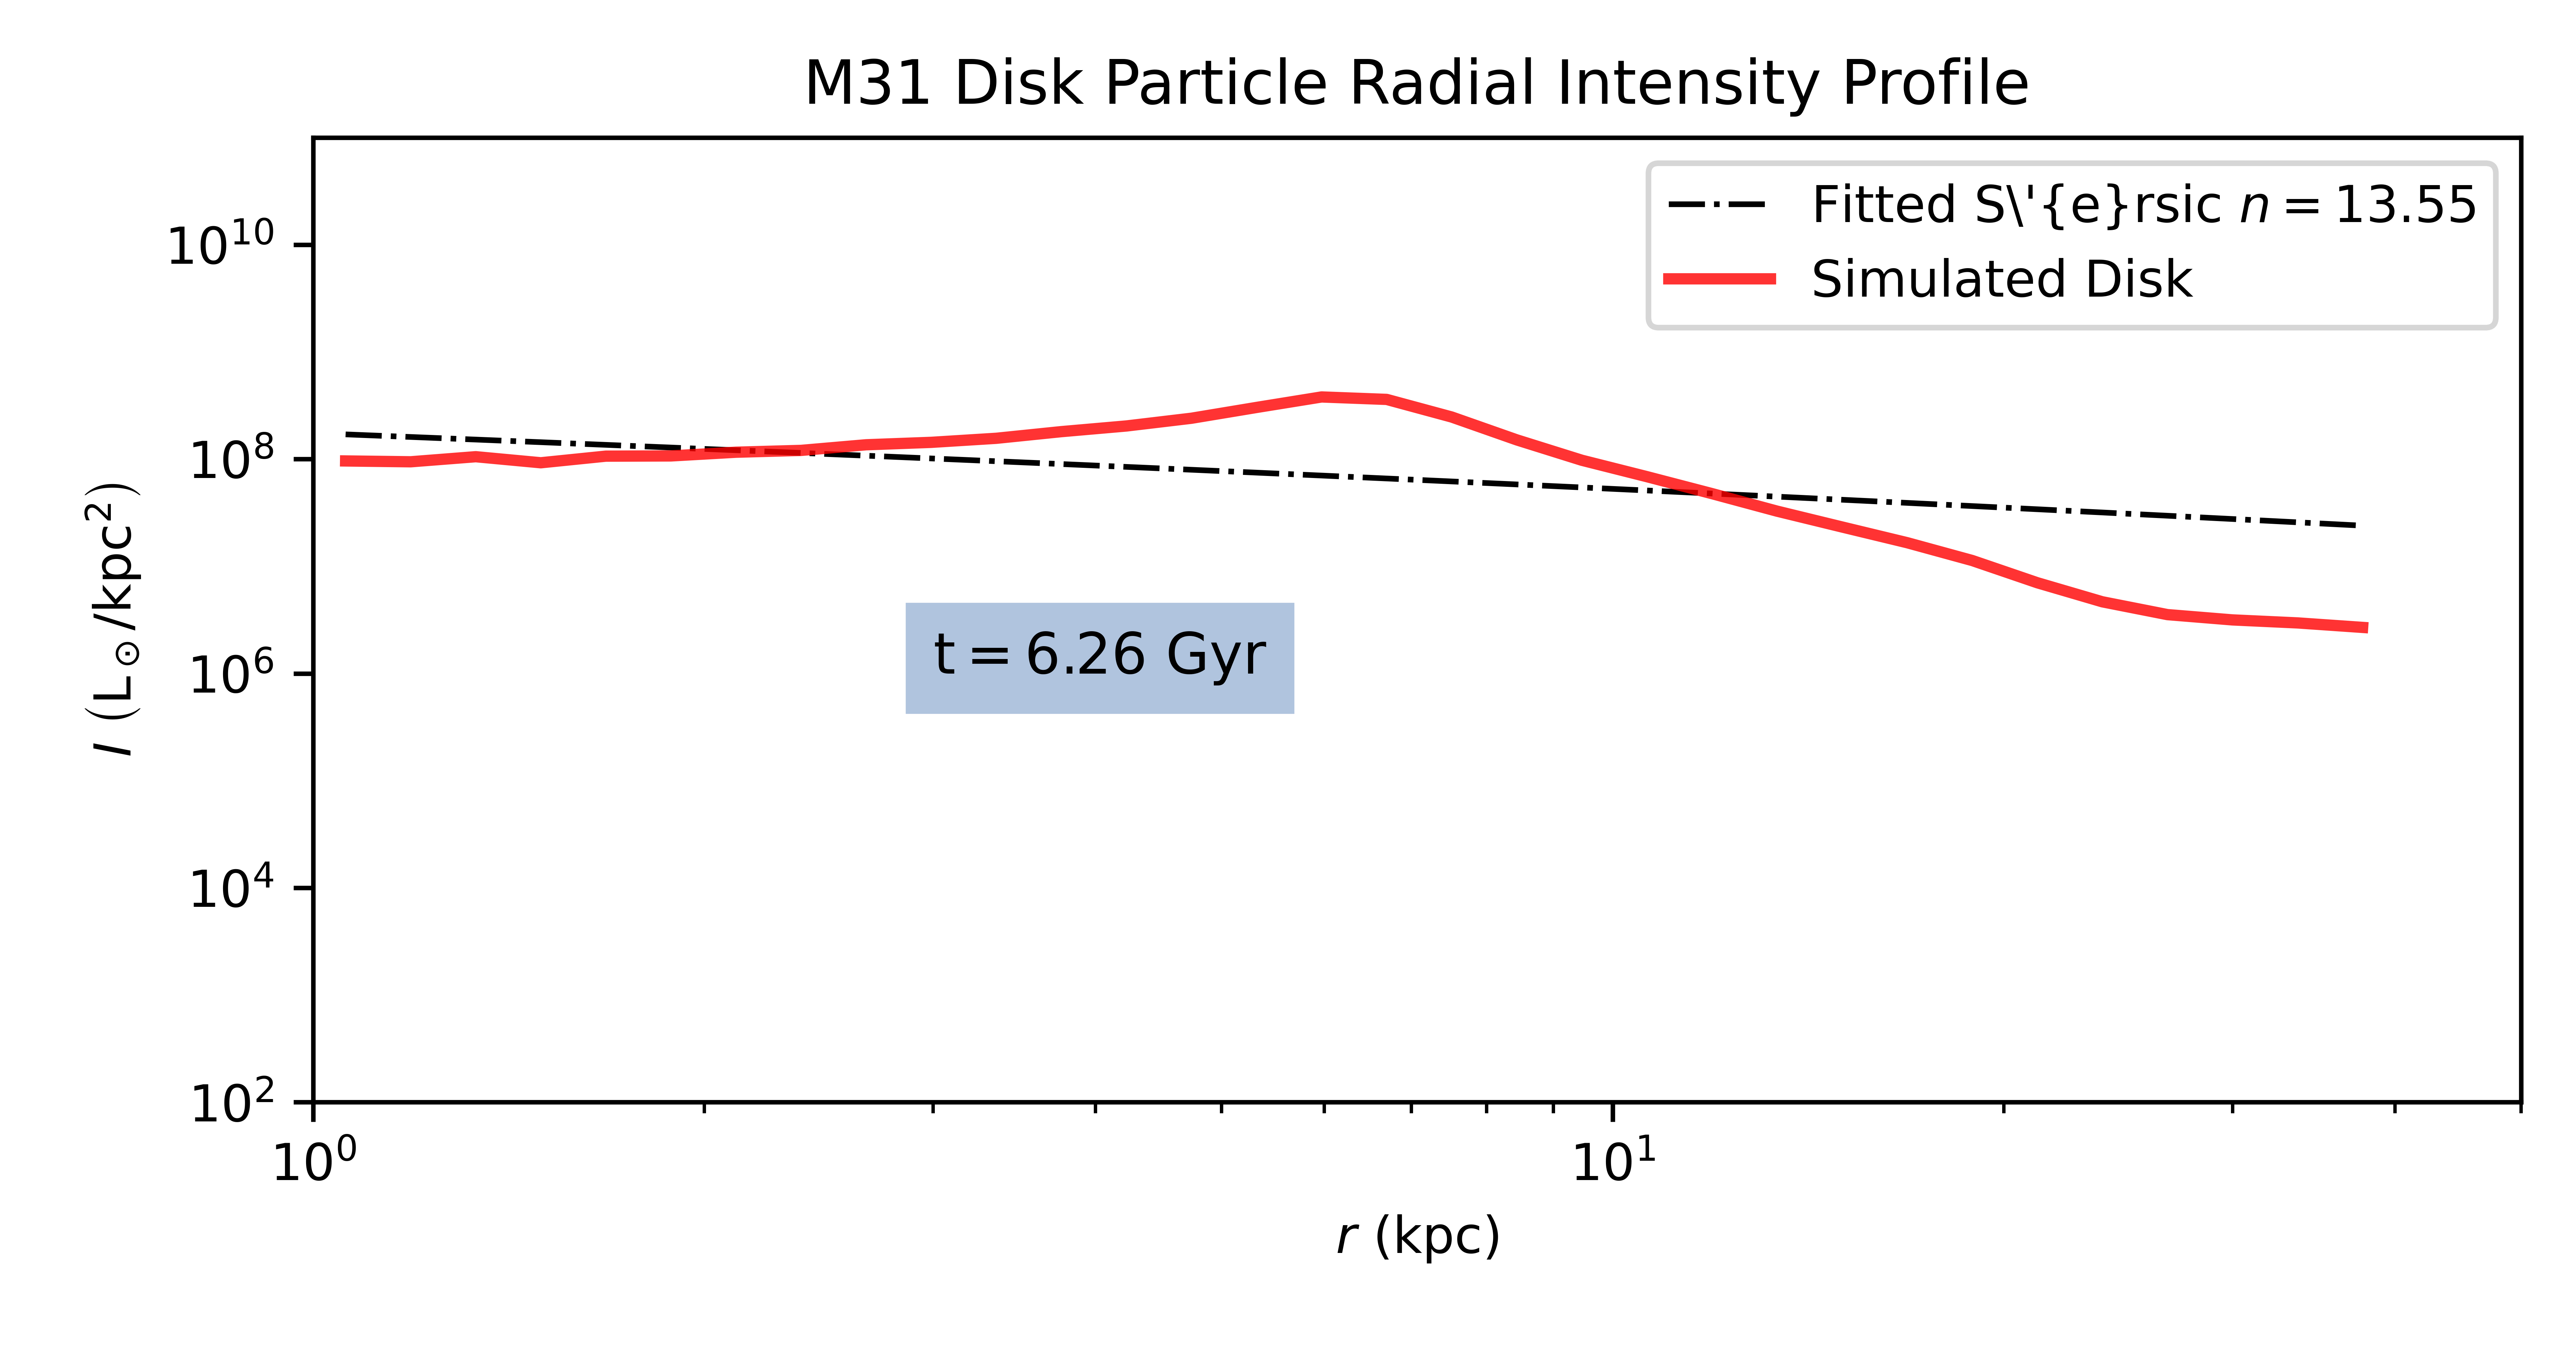 M31 Disk Particle Radial Intensity Profile
Fitted S\'{e}rsic n = 13.55
Simulated Disk
I (L⊙/kpc²)
10¹⁰
10⁸
10⁶
10⁴
10²
t = 6.26 Gyr
10⁰
10¹
r (kpc)